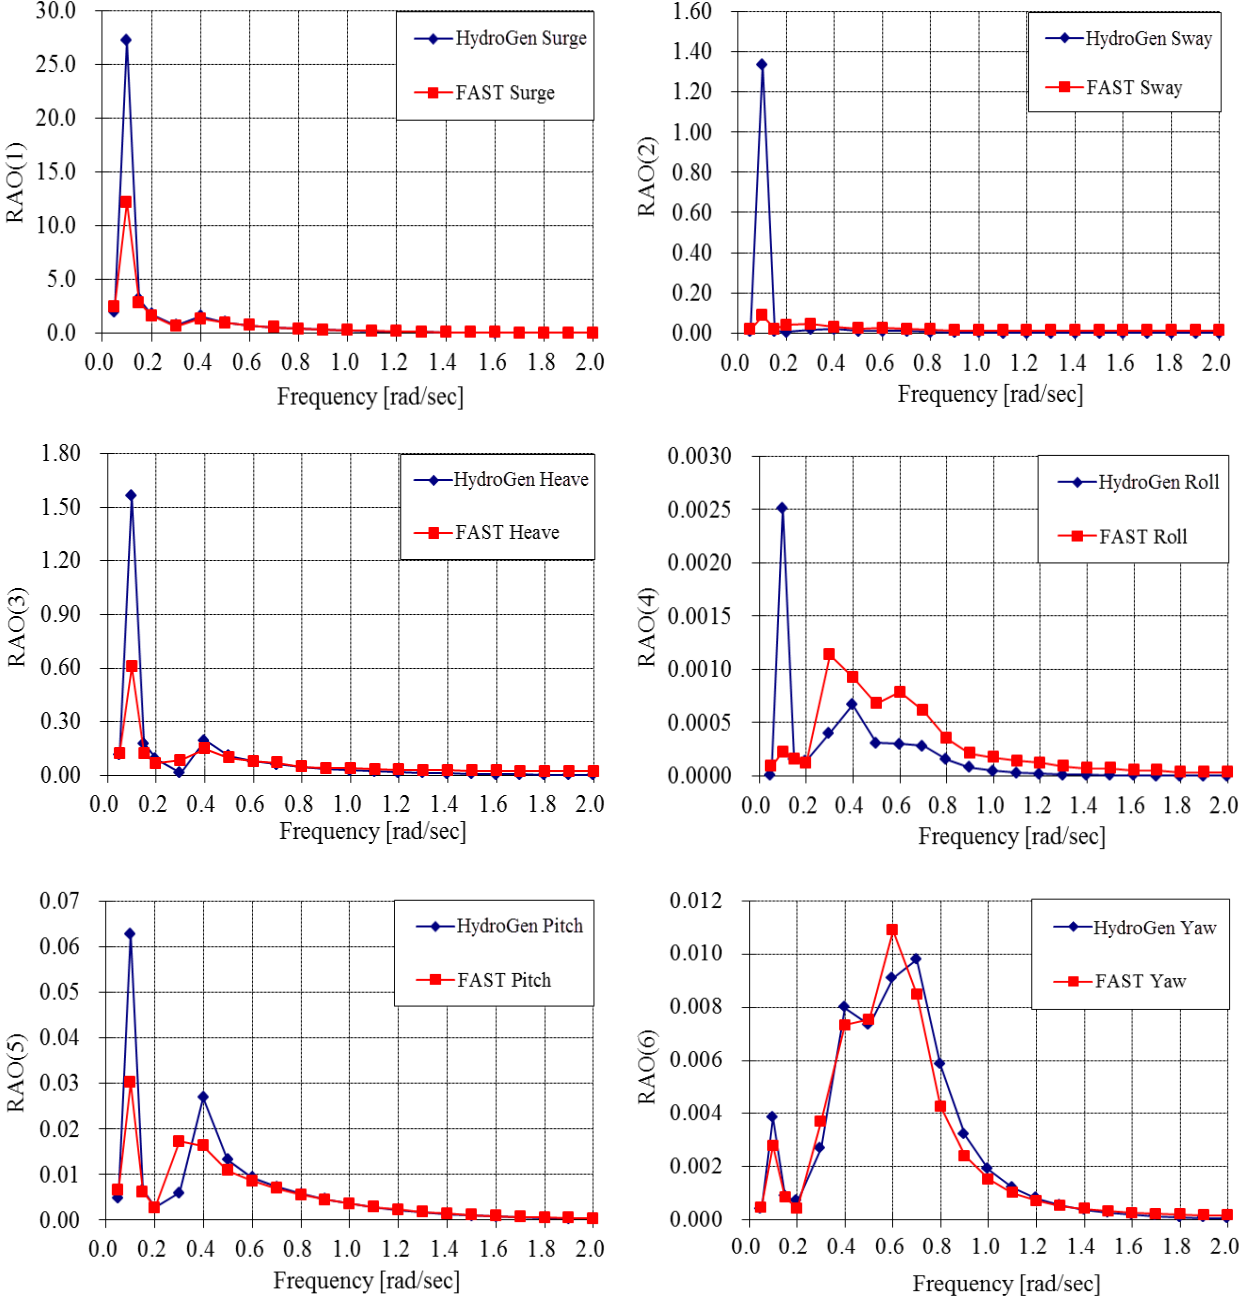 30.0
25.0
20.0
15.0
10.0
5.0
0.0
RAO(1)
HydroGen Surge
FAST Surge
0.0 0.2 0.4 0.6 0.8 1.0 1.2 1.4 1.6 1.8 2.0
Frequency [rad/sec]
1.60
1.40
1.20
1.00
0.80
0.60
0.40
0.20
0.00
RAO(2)
HydroGen Sway
FAST Sway
0.0 0.2 0.4 0.6 0.8 1.0 1.2 1.4 1.6 1.8 2.0
Frequency [rad/sec]
1.80
1.50
1.20
0.90
0.60
0.30
0.00
RAO(3)
HydroGen Heave
FAST Heave
0.0 0.2 0.4 0.6 0.8 1.0 1.2 1.4 1.6 1.8 2.0
Frequency [rad/sec]
0.0030
0.0025
0.0020
0.0015
0.0010
0.0005
0.0000
RAO(4)
HydroGen Roll
FAST Roll
0.0 0.2 0.4 0.6 0.8 1.0 1.2 1.4 1.6 1.8 2.0
Frequency [rad/sec]
0.07
0.06
0.05
0.04
0.03
0.02
0.01
0.00
RAO(5)
HydroGen Pitch
FAST Pitch
0.0 0.2 0.4 0.6 0.8 1.0 1.2 1.4 1.6 1.8 2.0
Frequency [rad/sec]
0.012
0.010
0.008
0.006
0.004
0.002
0.000
RAO(6)
HydroGen Yaw
FAST Yaw
0.0 0.2 0.4 0.6 0.8 1.0 1.2 1.4 1.6 1.8 2.0
Frequency [rad/sec]